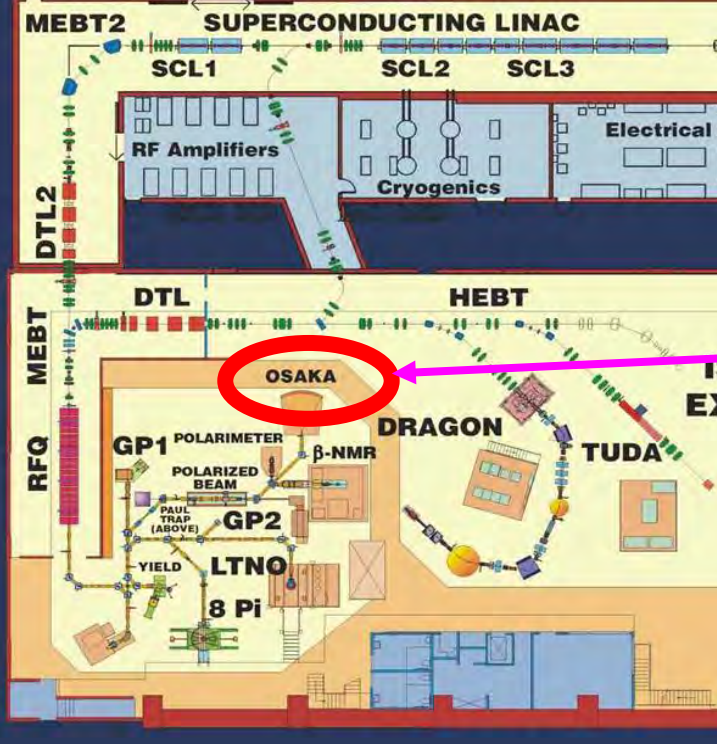 MEBT2
SUPERCONDUCTING LINAC
SCL1
SCL2
SCL3
RF Amplifiers
Cryogenics
Electrical
DTL2
DTL
HEBT
MEBT
OSAKA
RFQ
GP1
POLARIMETER
β-NMR
POLARIZED
BEAM
PAUL
TRAP
(ABOVE)
GP2
YIELD
LTNO
8 Pi
DRAGON
TUDA
EX